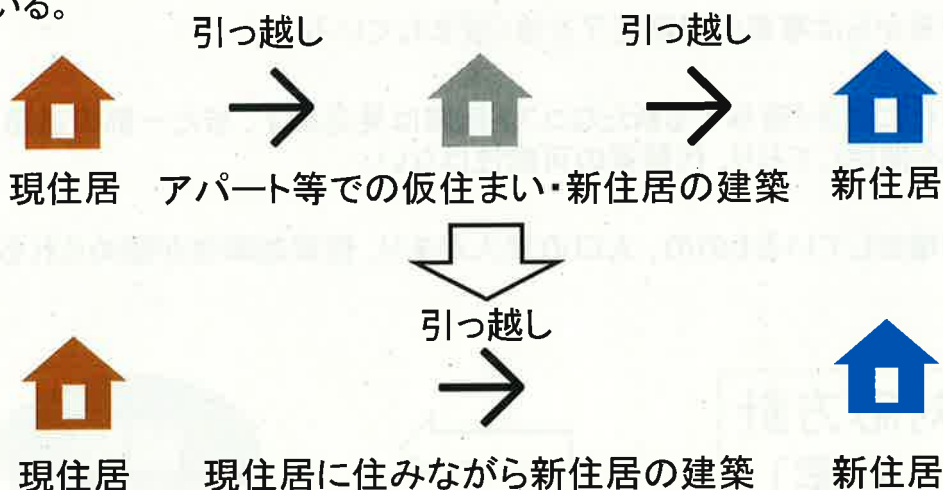 いる。
引っ越し 引っ越し
現住居 アパート等での仮住まい・新住居の建築 新住居
引っ越し
現住居 現住居に住みながら新住居の建築 新住居